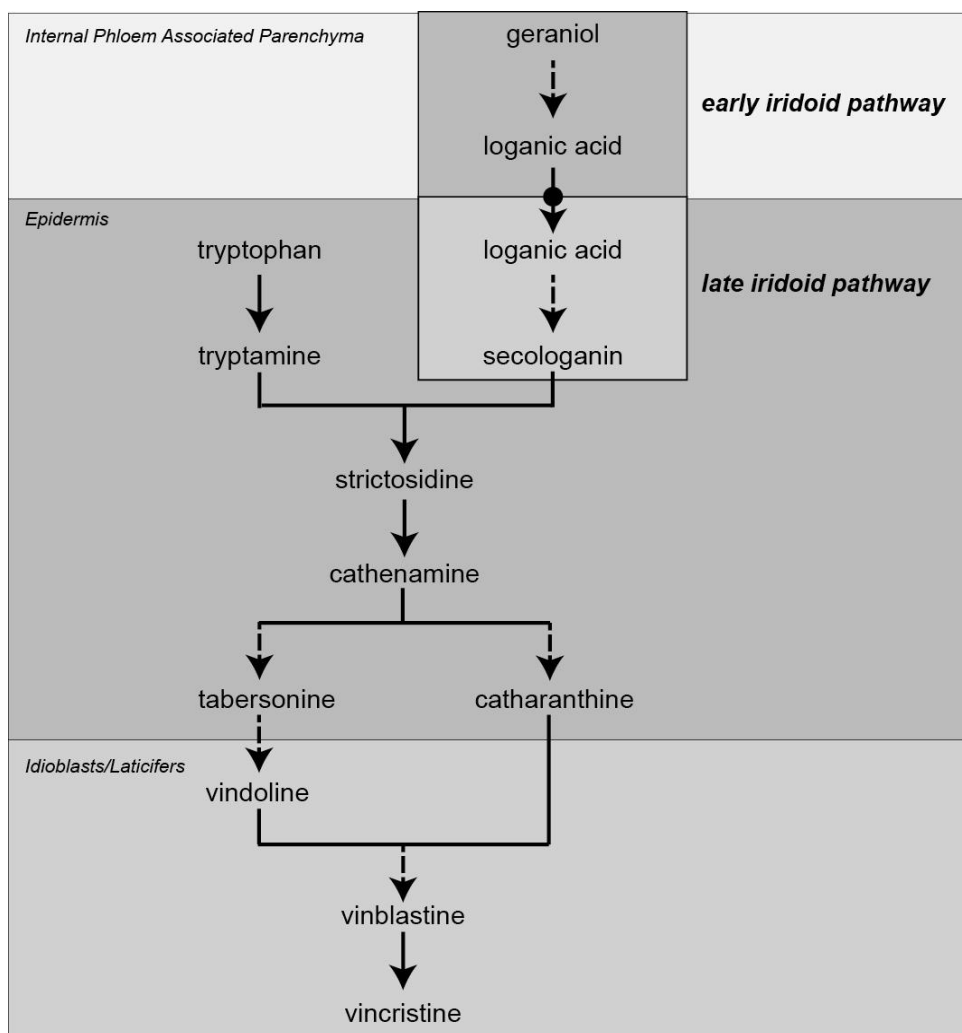 Internal Phloem Associated Parenchyma
geraniol
early iridoid pathway
loganic acid
Epidermis
tryptophan
loganic acid
late iridoid pathway
tryptamine
secologanin
strictosidine
cathenamine
tabersonine
catharanthine
Idioblasts/Laticifers
vindoline
vinblastine
vincristine